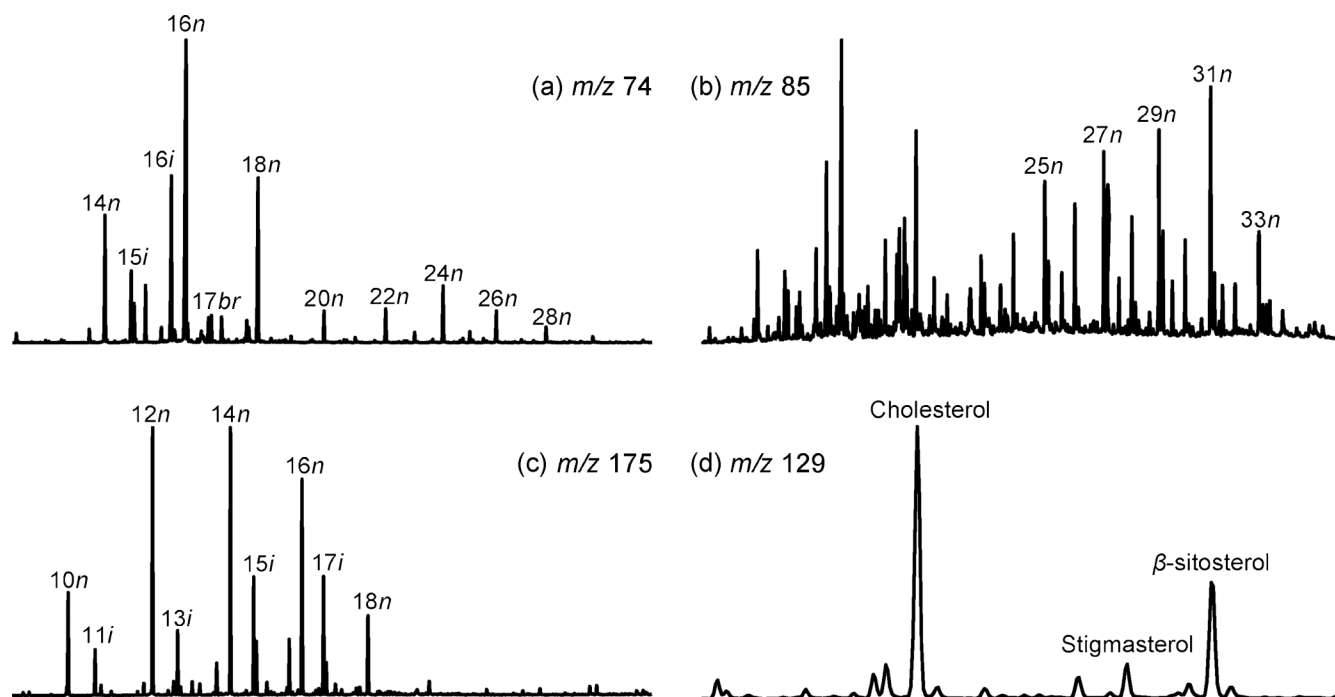 16n
(a) m/z 74
16i
18n
14n
15i
17br
20n
22n
24n
26n
28n
(b) m/z 85
31n
29n
27n
25n
33n
12n
14n
(c) m/z 175
16n
15i
17i
10n
18n
13i
11i
(d) m/z 129
Cholesterol
β-sitosterol
Stigmasterol